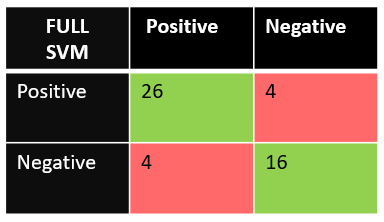 FULL SVM Positive Negative
Positive 26 4
Negative 4 16